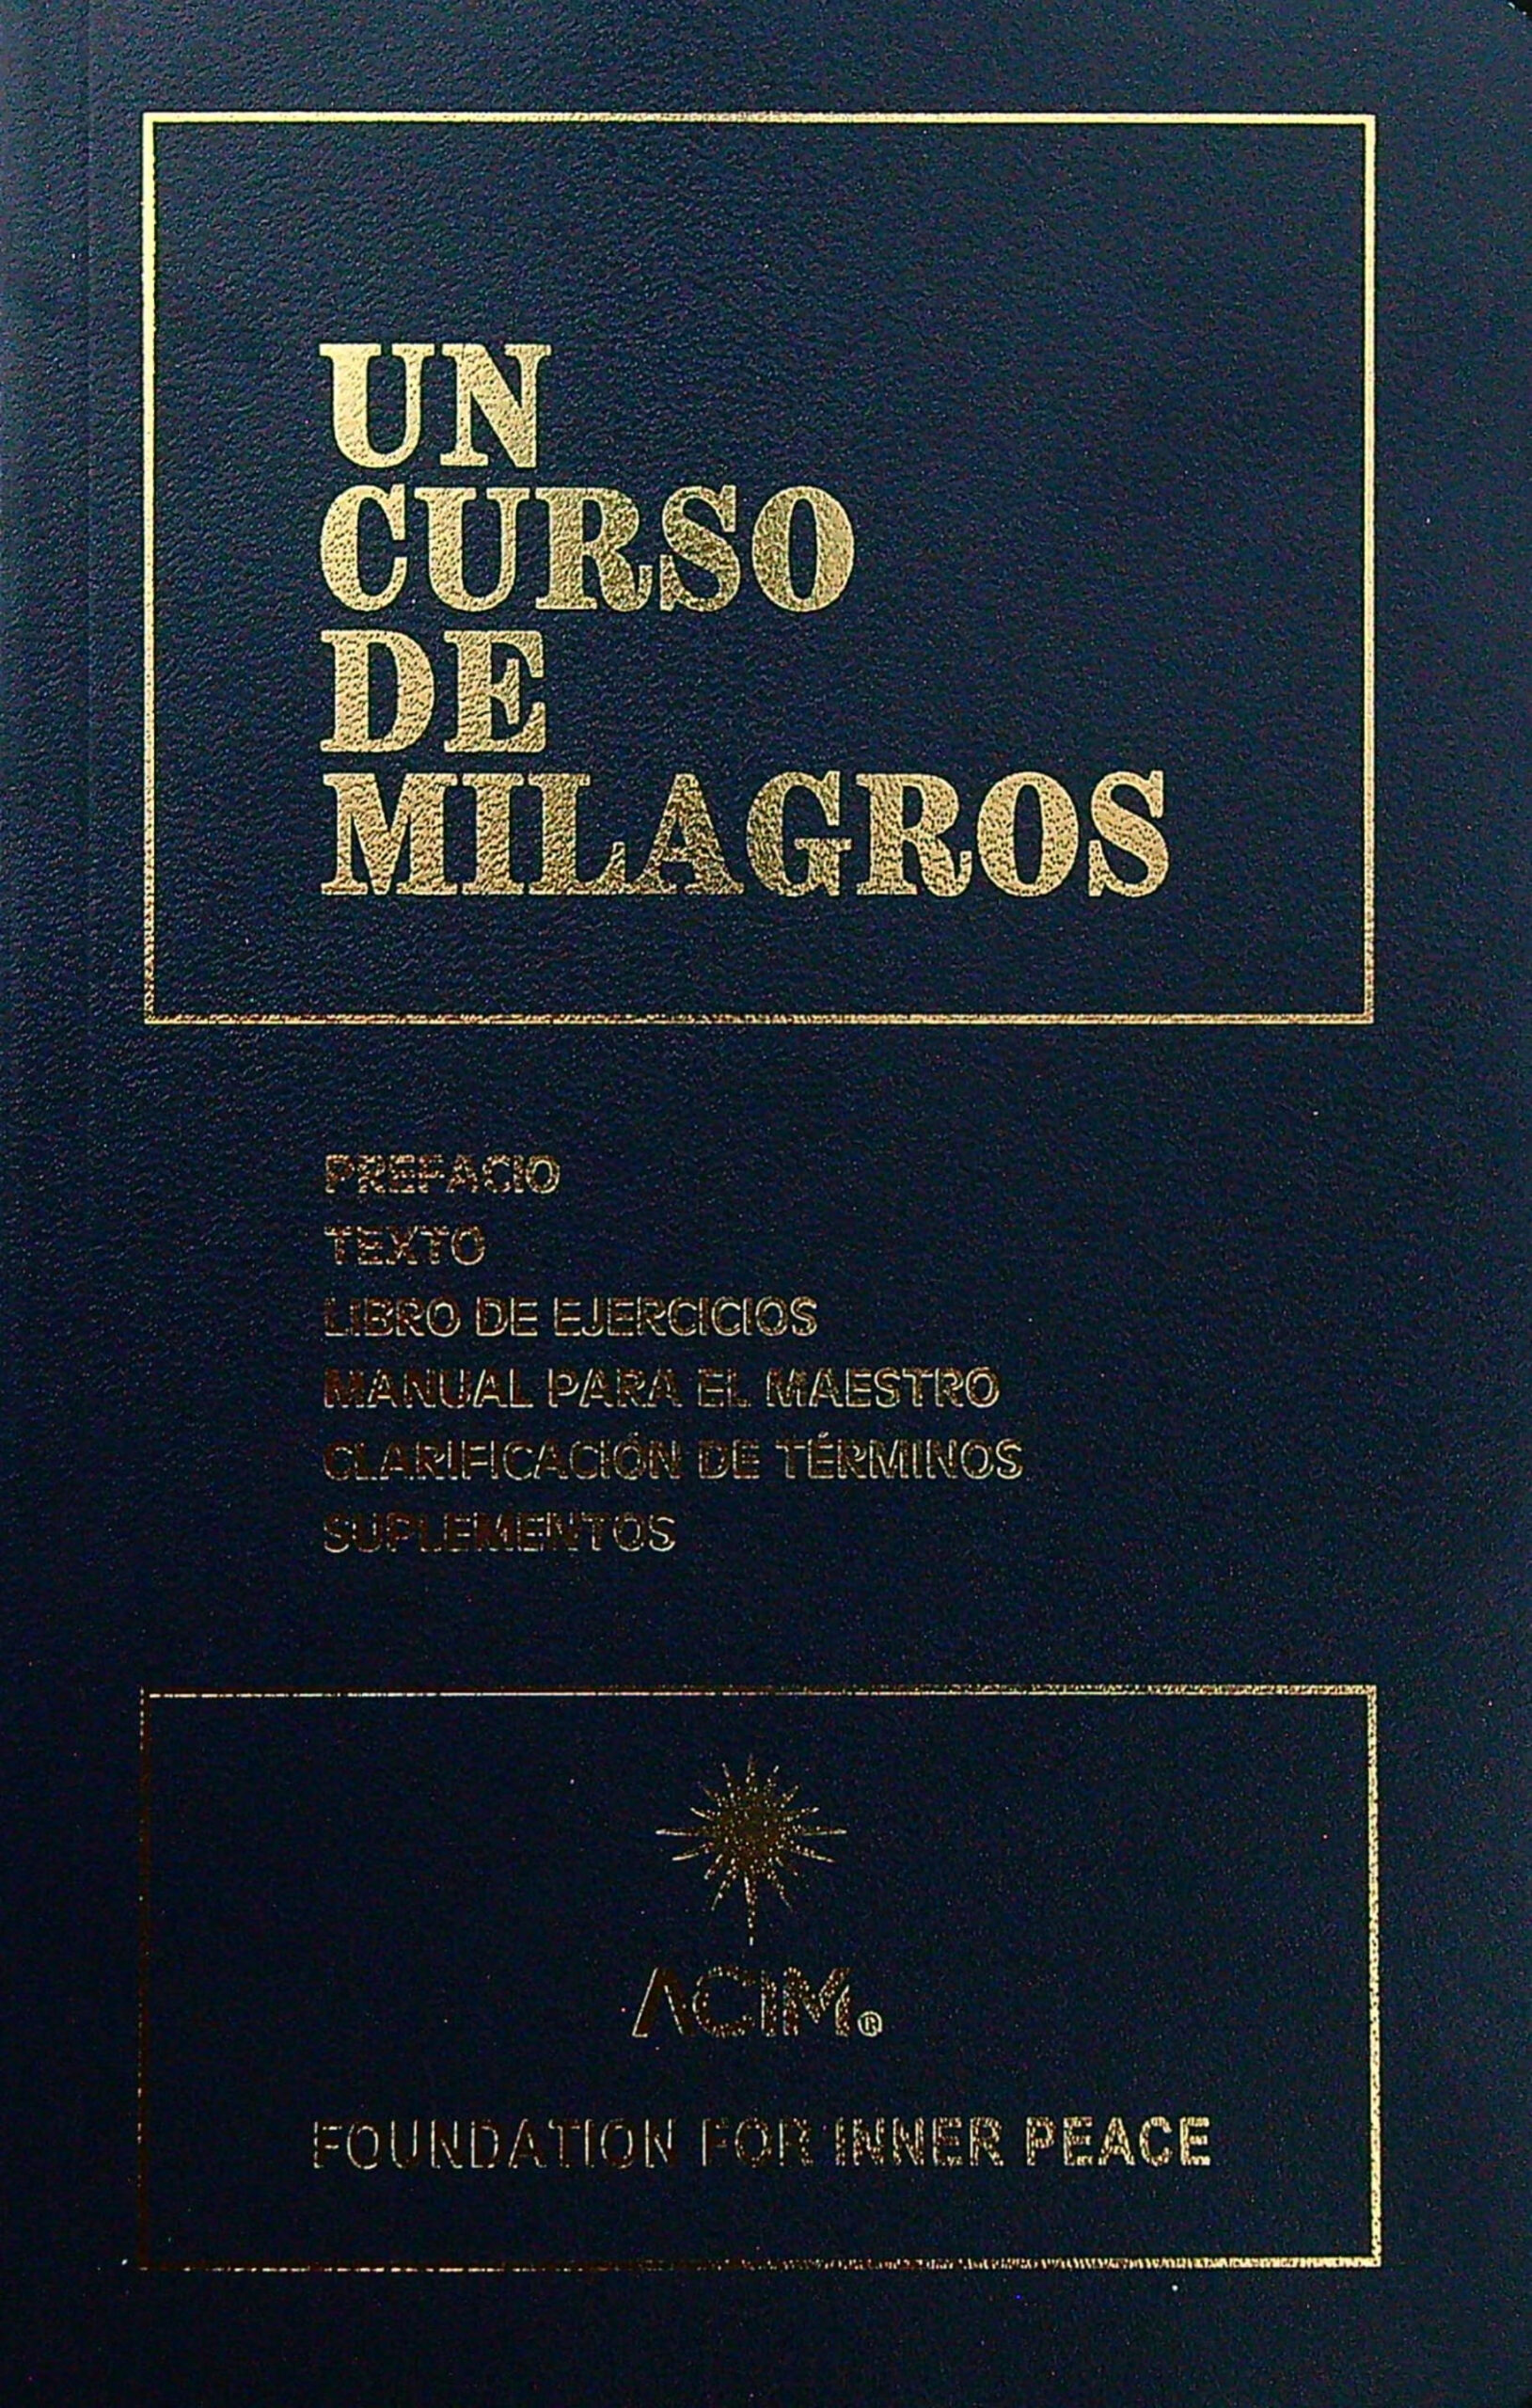 UN
CURSO
DE
MILAGROS
PREFACIO
TEXTO
LIBRO DE EJERCICIOS
MANUAL PARA EL MAESTRO
CLARIFICACIÓN DE TÉRMINOS
SUPLEMENTOS
ACIM®
FOUNDATION FOR INNER PEACE